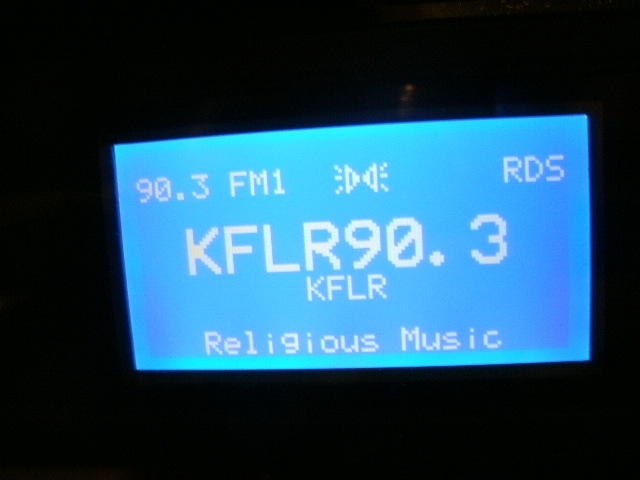 90.3 FM1 RDS
KFLR90.3
KFLR
Religious Music